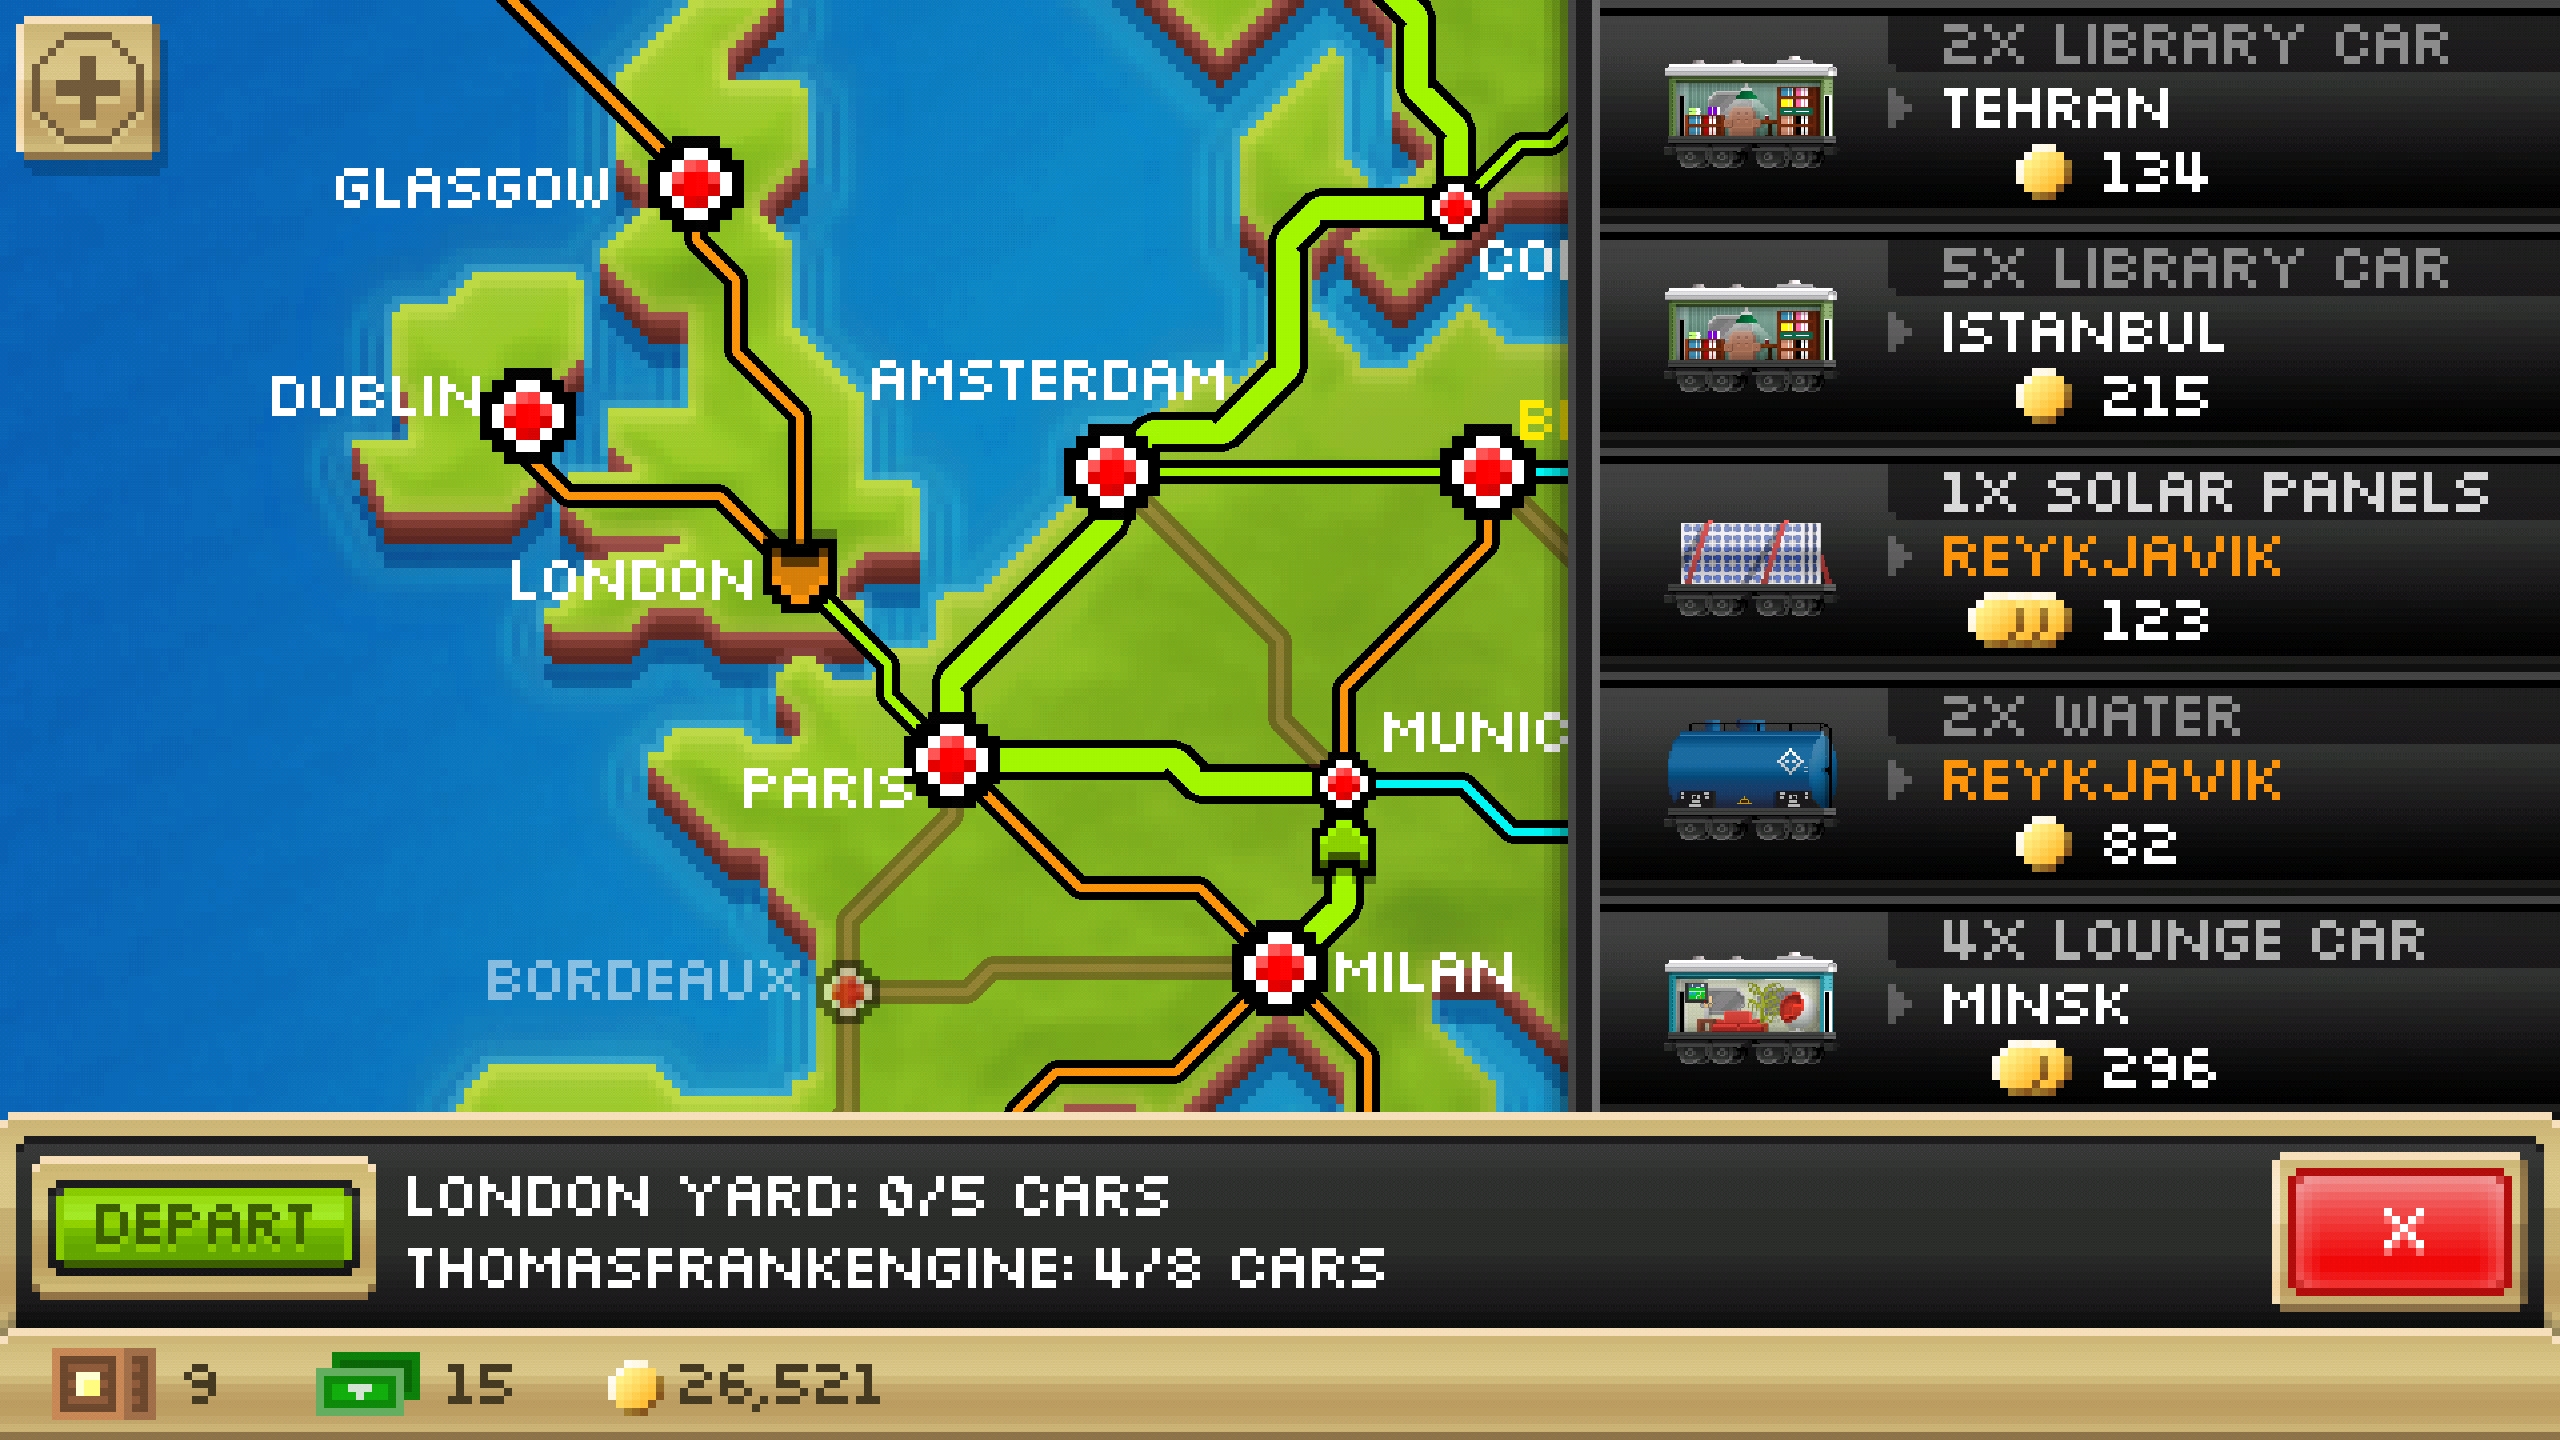 GLASGOW
DUBLIN
AMSTERDAM
LONDON
PARIS
MUNIC
BORDEAUX
MILAN
2X LIBRARY CAR
TEHRAN
134
5X LIBRARY CAR
ISTANBUL
215
1X SOLAR PANELS
REYKJAVIK
123
2X WATER
REYKJAVIK
82
4X LOUNGE CAR
MINSK
296
DEPART
LONDON YARD: 0/5 CARS
THOMASFRANKENGINE: 4/8 CARS
X
9
15
26,521